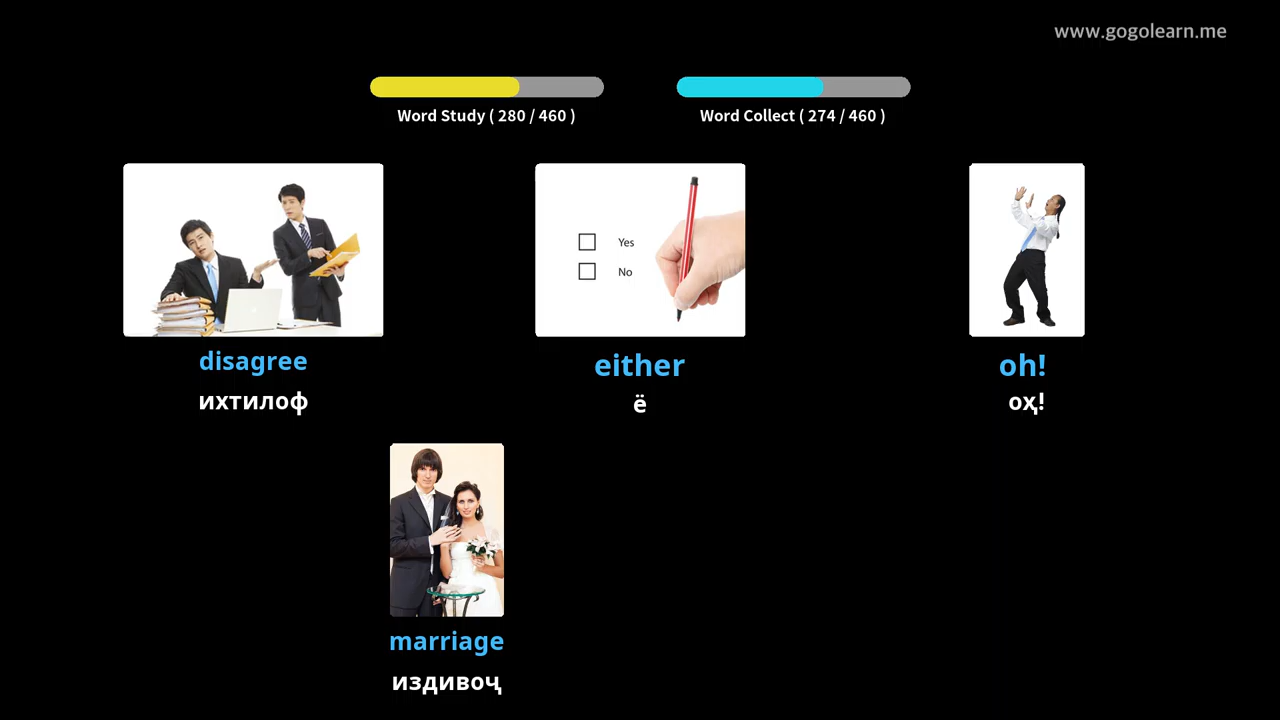 www.gogolearn.me
Word Study ( 280 / 460 )
Word Collect ( 274 / 460 )
Yes
No
disagree
either
oh!
ихтилоф
ё
оҳ!
marriage
издивоҷ